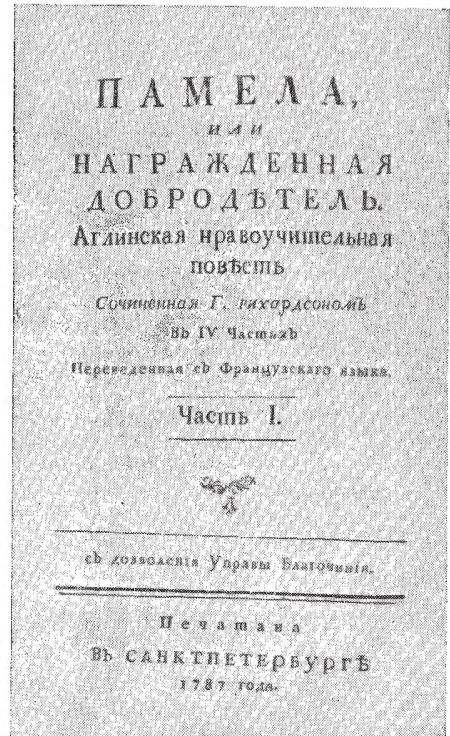 ПАМЕЛА,
ИЛИ
НАГРАЖДЕННАЯ
ДОБРОДѢТЕЛЬ.
Аглинская нравоучительная
повѣсть
Сочиненная Г. рихардсономъ
Въ IV Частяхъ
Переведенная съ Французскаго языка.
Часть I.
съ дозволенія Управы Благочинія.
Печатана
Въ САНКТПЕТЕРБУРГѢ
1787 года.